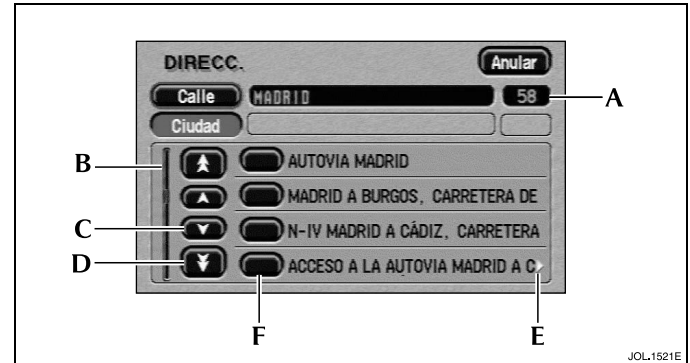 DIRECC. Anular
Calle MADRID 58 A
Ciudad
B AUTOVIA MADRID
MADRID A BURGOS, CARRETERA DE
C N-IV MADRID A CÁDIZ, CARRETERA
D ACCESO A LA AUTOVIA MADRID A C
F E
JOL.1521E